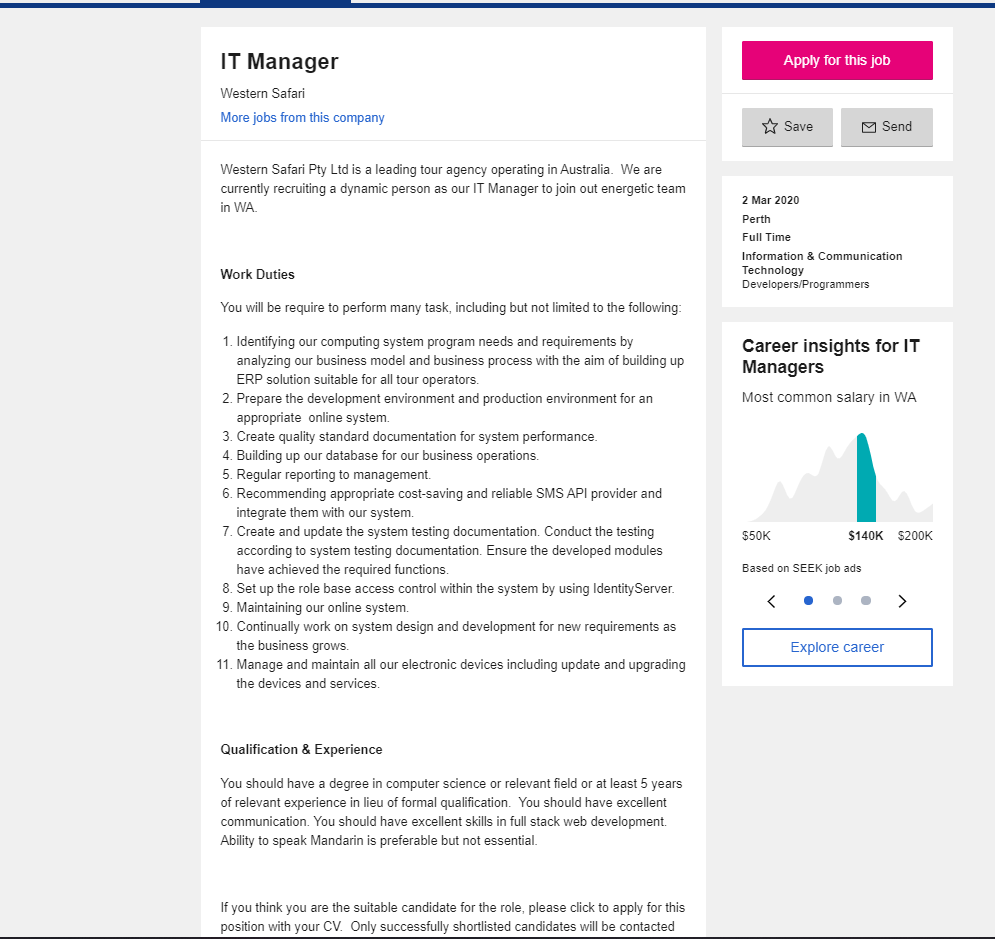 IT Manager
Western Safari
More jobs from this company
Western Safari Pty Ltd is a leading tour agency operating in Australia.  We are
currently recruiting a dynamic person as our IT Manager to join out energetic team
in WA.
Work Duties
You will be require to perform many task, including but not limited to the following:
1. Identifying our computing system program needs and requirements by
analyzing our business model and business process with the aim of building up
ERP solution suitable for all tour operators.
2. Prepare the development environment and production environment for an
appropriate  online system.
3. Create quality standard documentation for system performance.
4. Building up our database for our business operations.
5. Regular reporting to management.
6. Recommending appropriate cost-saving and reliable SMS API provider and
integrate them with our system.
7. Create and update the system testing documentation. Conduct the testing
according to system testing documentation. Ensure the developed modules
have achieved the required functions.
8. Set up the role base access control within the system by using IdentityServer.
9. Maintaining our online system.
10. Continually work on system design and development for new requirements as
the business grows.
11. Manage and maintain all our electronic devices including update and upgrading
the devices and services.
Qualification & Experience
You should have a degree in computer science or relevant field or at least 5 years
of relevant experience in lieu of formal qualification.  You should have excellent
communication. You should have excellent skills in full stack web development.
Ability to speak Mandarin is preferable but not essential.
If you think you are the suitable candidate for the role, please click to apply for this
position with your CV.  Only successfully shortlisted candidates will be contacted
Apply for this job
Save
Send
2 Mar 2020
Perth
Full Time
Information & Communication
Technology
Developers/Programmers
Career insights for IT
Managers
Most common salary in WA
$50K $140K $200K
Based on SEEK job ads
Explore career